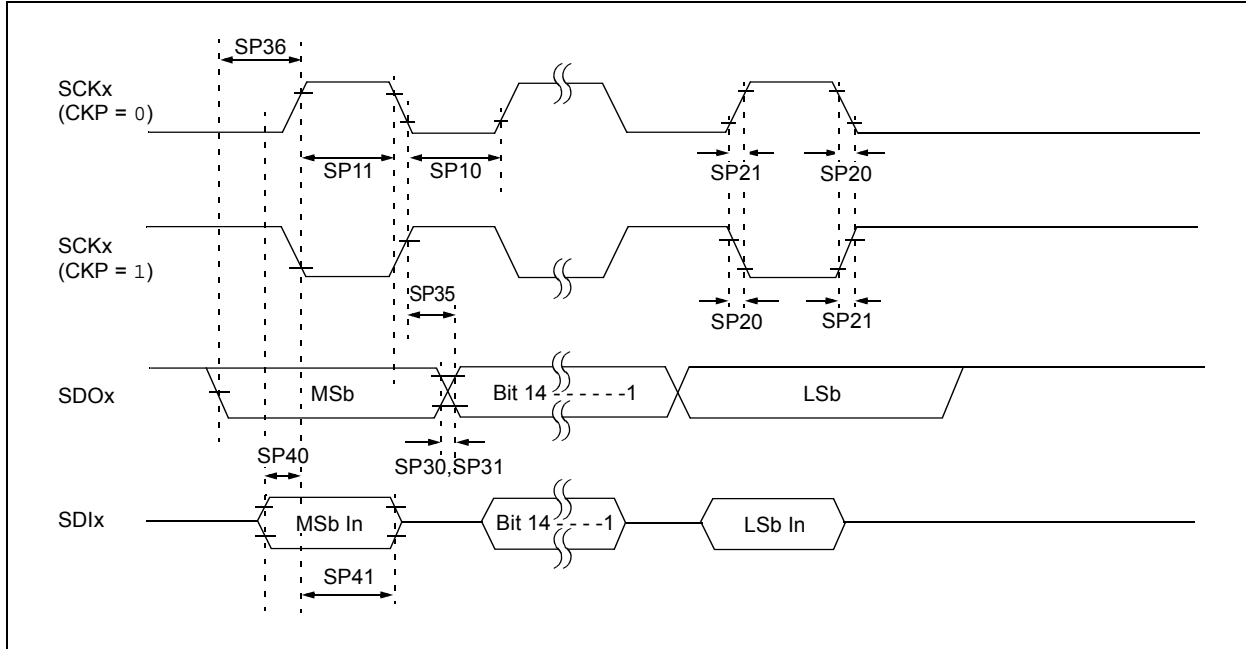 SP36
SCKx
(CKP = 0)
SP11
SP10
SP21
SP20
SCKx
(CKP = 1)
SP35
SP20
SP21
SDOx
MSb
Bit 14 - - - - - -1
LSb
SP40
SP30,SP31
SDIx
MSb In
Bit 14 - - - -1
LSb In
SP41